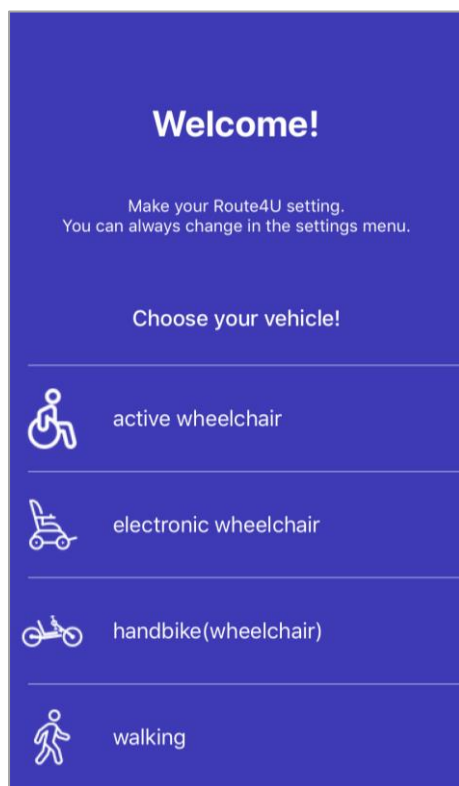 Welcome!
Make your Route4U setting.
You can always change in the settings menu.
Choose your vehicle!
active wheelchair
electronic wheelchair
handbike(wheelchair)
walking